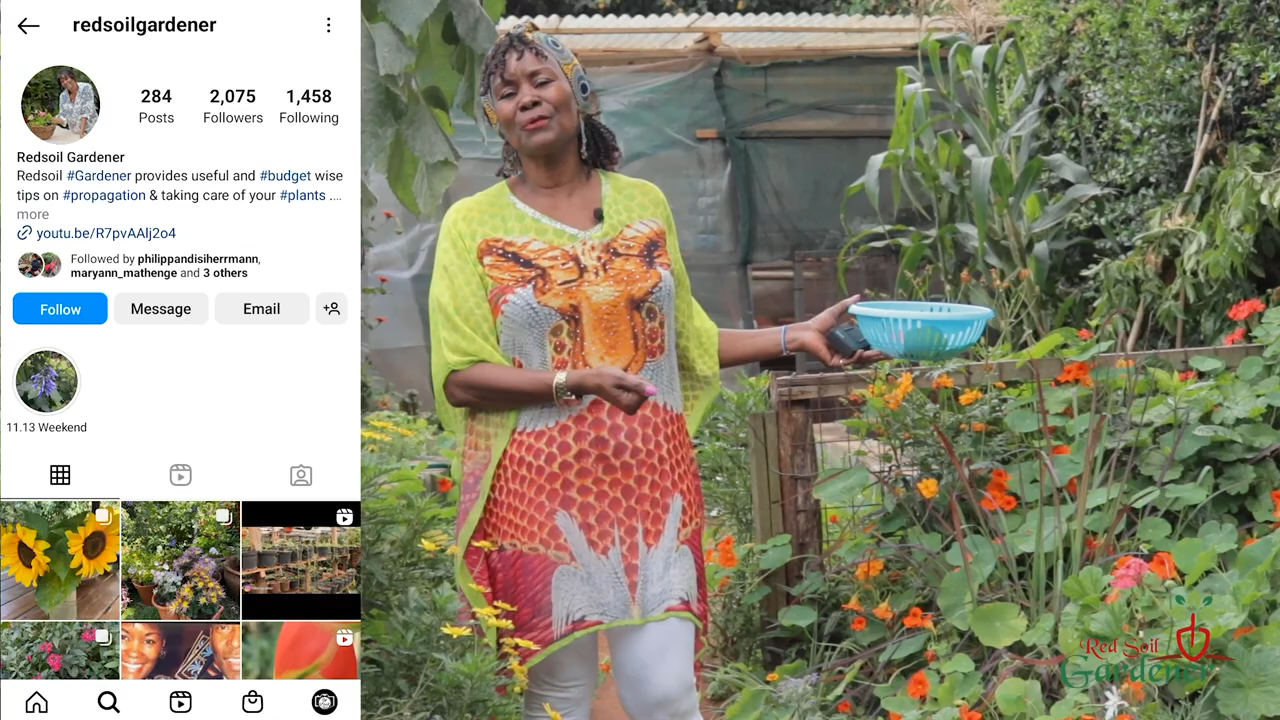 redsoilgardener
284
2,075
1,458
Posts
Followers
Following
Redsoil Gardener
Redsoil #Gardener provides useful and #budget wise
tips on #propagation & taking care of your #plants ....
more
youtu.be/R7pvAAlj2o4
Followed by philippandisiherrmann,
maryann_mathenge and 3 others
Follow
Message
Email
11.13 Weekend
Red Soil
Gardener